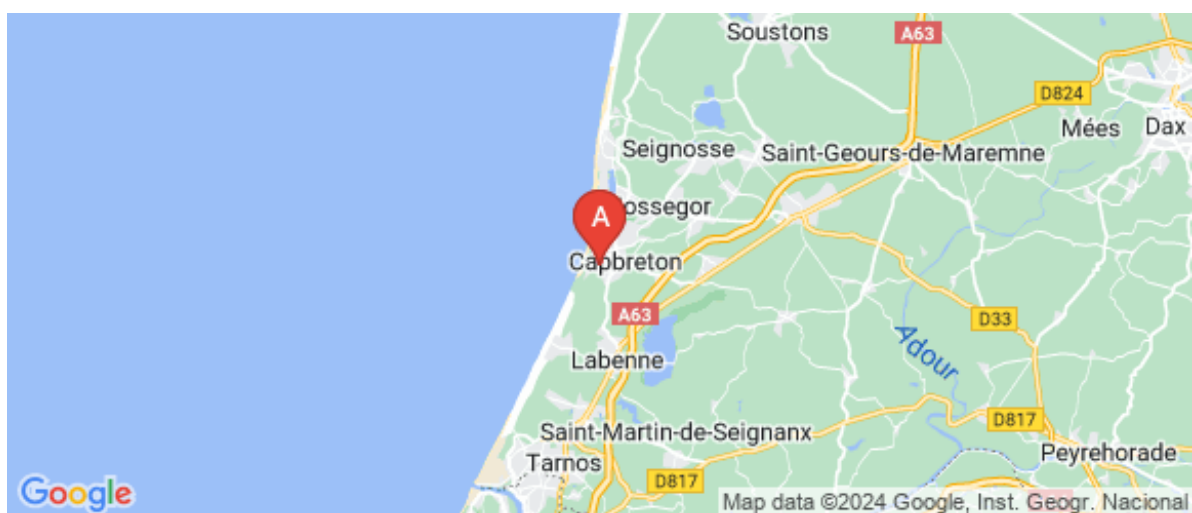 Soustons
A63
D824
Mées
Dax
Seignosse
Saint-Geours-de-Maremne
A
ossegor
Capbreton
A63
D33
Adour
Labenne
D817
Saint-Martin-de-Seignanx
Tarnos
Peyrehorade
D817
Google
Map data ©2024 Google, Inst. Geogr. Nacional